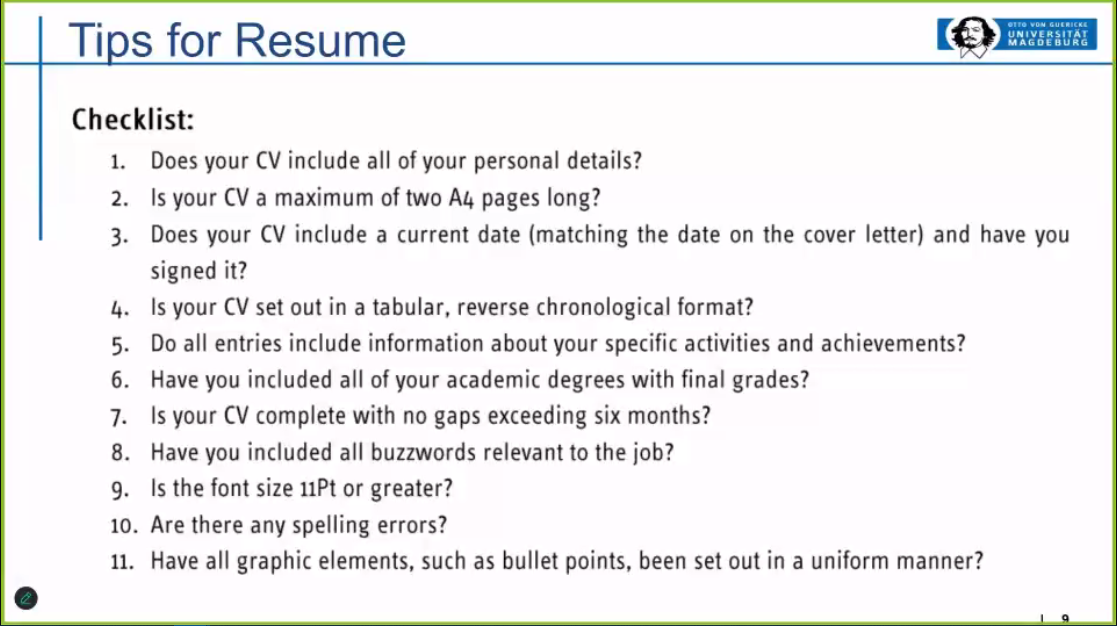 Tips for Resume
OTTO VON GUERICKE
UNIVERSITÄT
MAGDEBURG
Checklist:
1. Does your CV include all of your personal details?
2. Is your CV a maximum of two A4 pages long?
3. Does your CV include a current date (matching the date on the cover letter) and have you
signed it?
4. Is your CV set out in a tabular, reverse chronological format?
5. Do all entries include information about your specific activities and achievements?
6. Have you included all of your academic degrees with final grades?
7. Is your CV complete with no gaps exceeding six months?
8. Have you included all buzzwords relevant to the job?
9. Is the font size 11Pt or greater?
10. Are there any spelling errors?
11. Have all graphic elements, such as bullet points, been set out in a uniform manner?
| 9